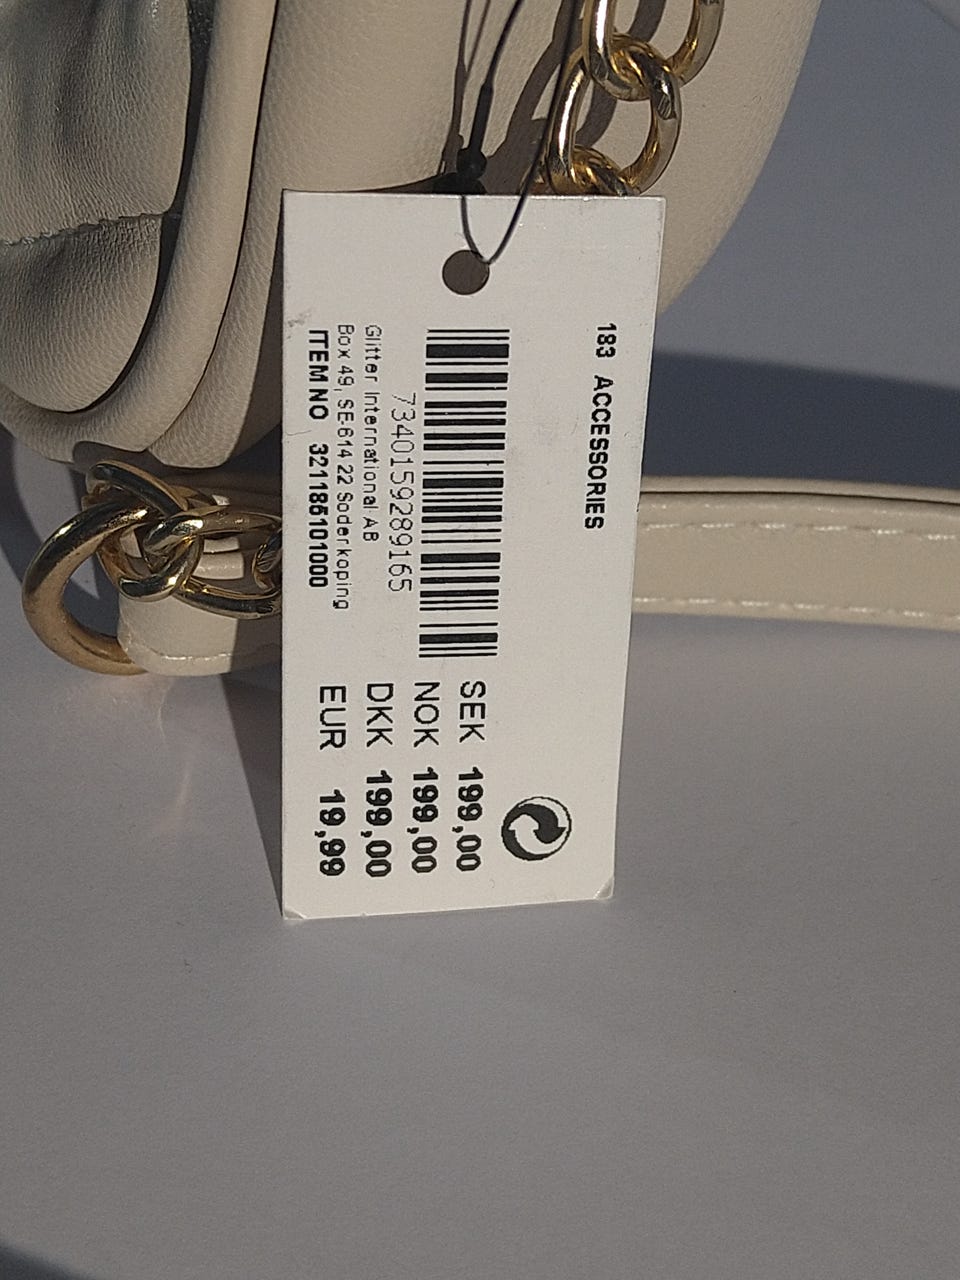 183 ACCESSORIES
7340159289165
Glitter International AB
Box 49, SE-614 22 Soderkoping
ITEM NO 321185101000
SEK 199,00
NOK 199,00
DKK 199,00
EUR 19,99